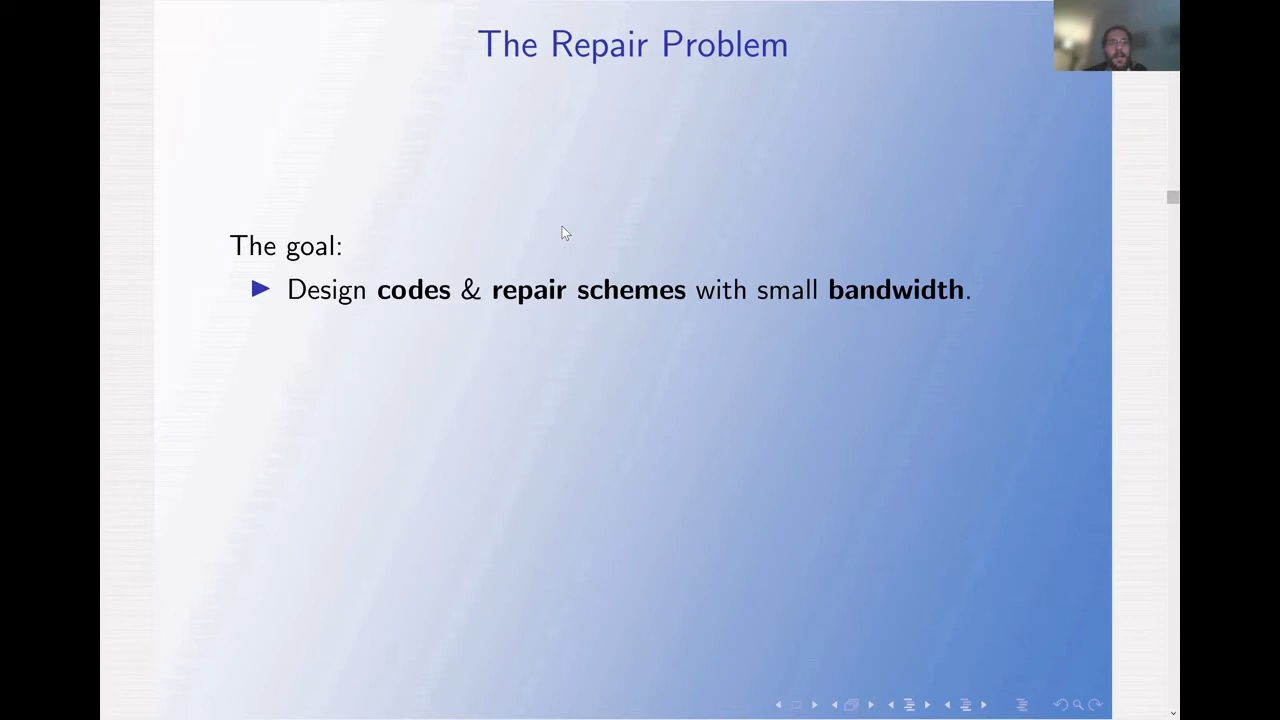 The Repair Problem
The goal:
Design codes & repair schemes with small bandwidth.